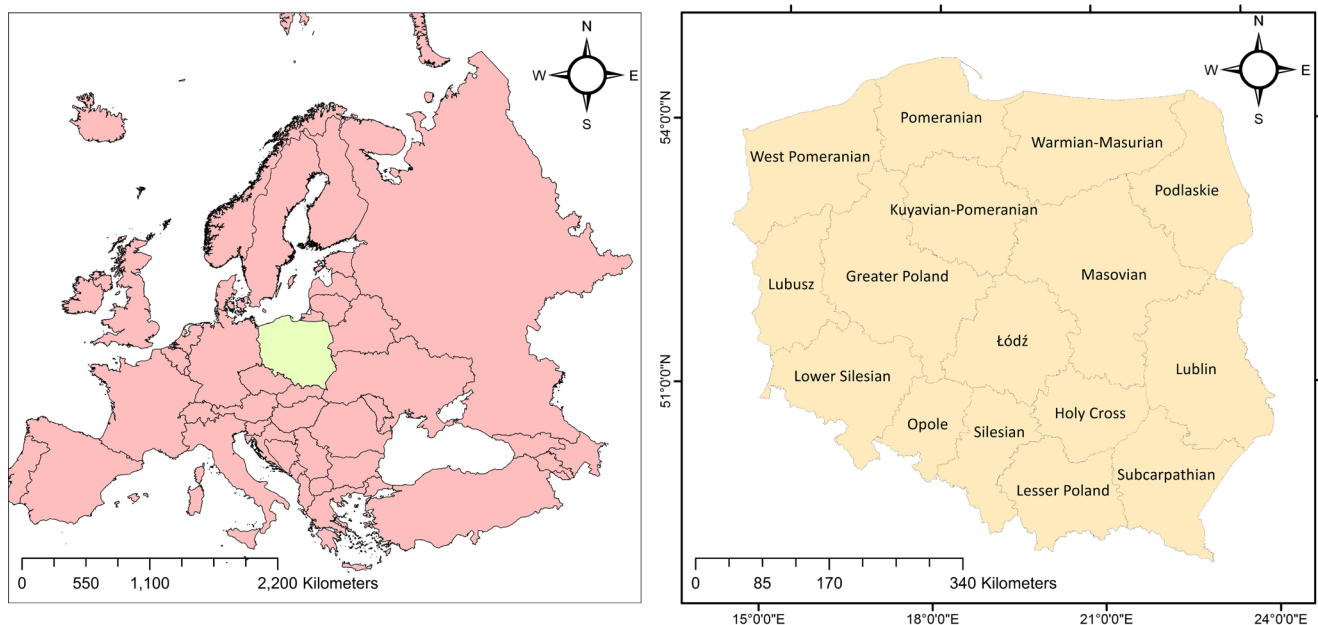 N
W E
S
0 550 1,100 2,200 Kilometers
N
W E
S
54°0'0"N
51°0'0"N
Pomeranian
Warmian-Masurian
West Pomeranian
Podlaskie
Kuyavian-Pomeranian
Masovian
Greater Poland
Lubusz
Łódź
Lublin
Lower Silesian
Holy Cross
Opole
Silesian
Subcarpathian
Lesser Poland
0 85 170 340 Kilometers
15°0'0"E 18°0'0"E 21°0'0"E 24°0'0"E